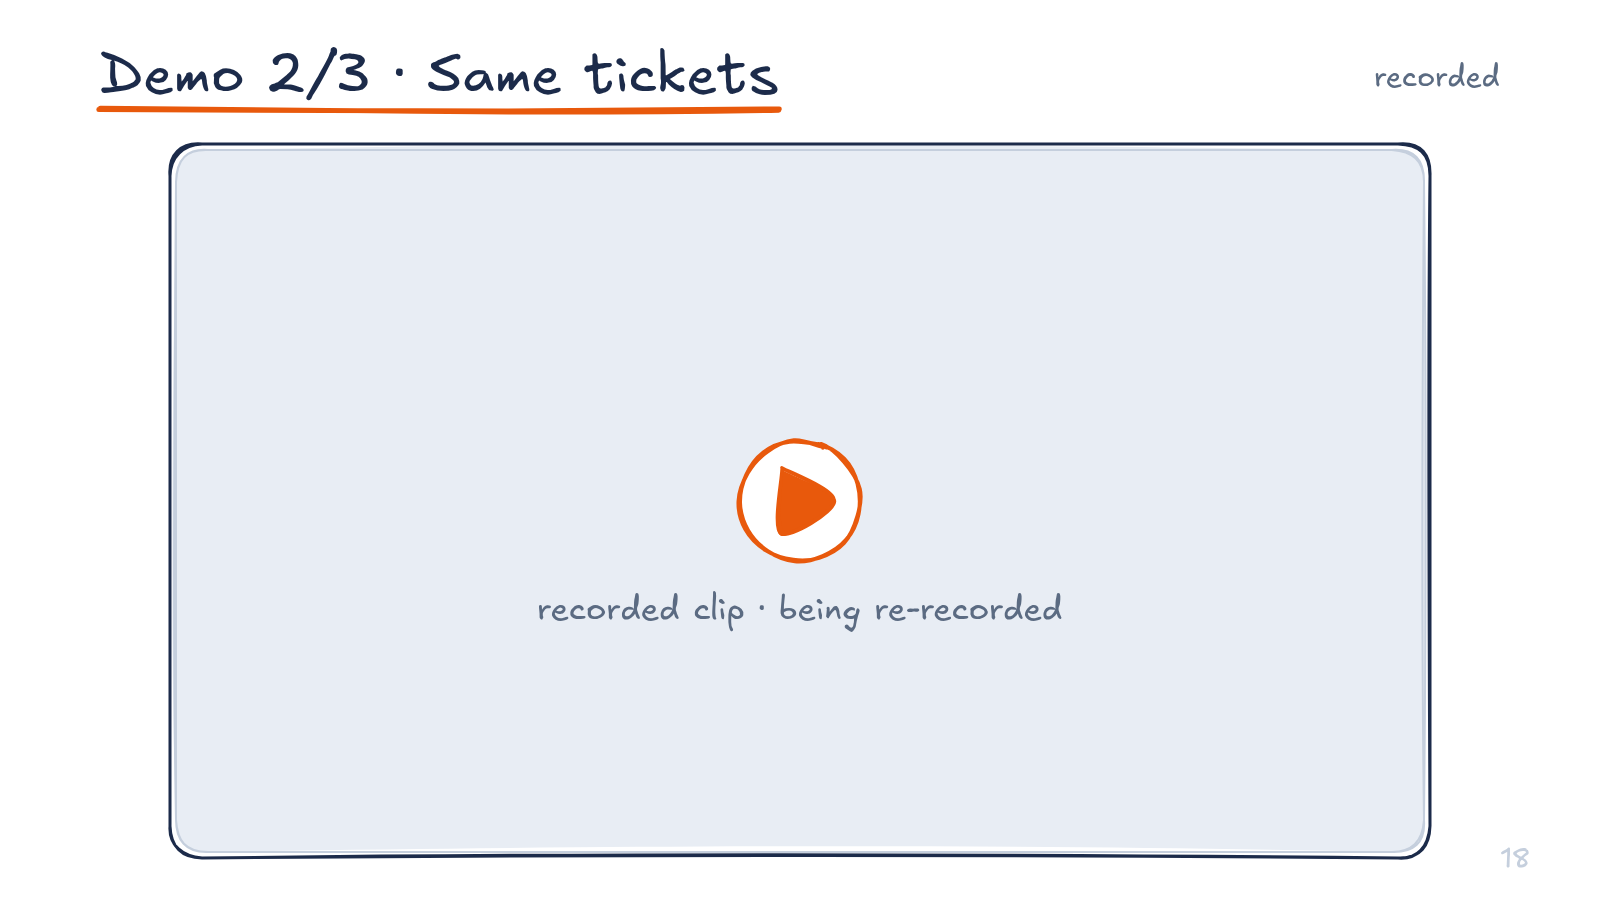 Demo 2/3 · Same tickets
recorded
recorded clip · being re-recorded
18